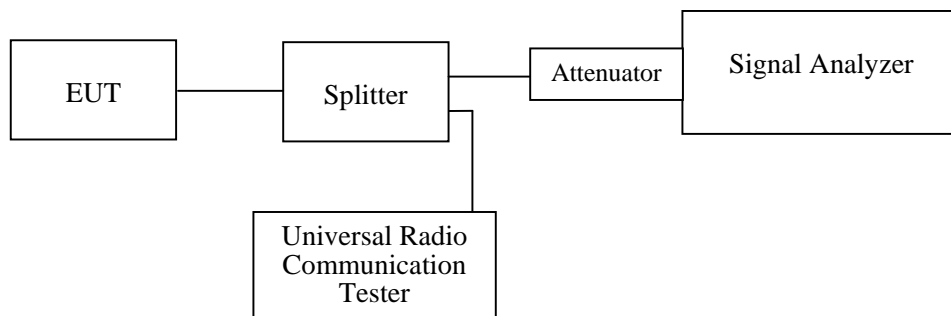 EUT
Splitter
Attenuator
Signal Analyzer
Universal Radio
Communication
Tester